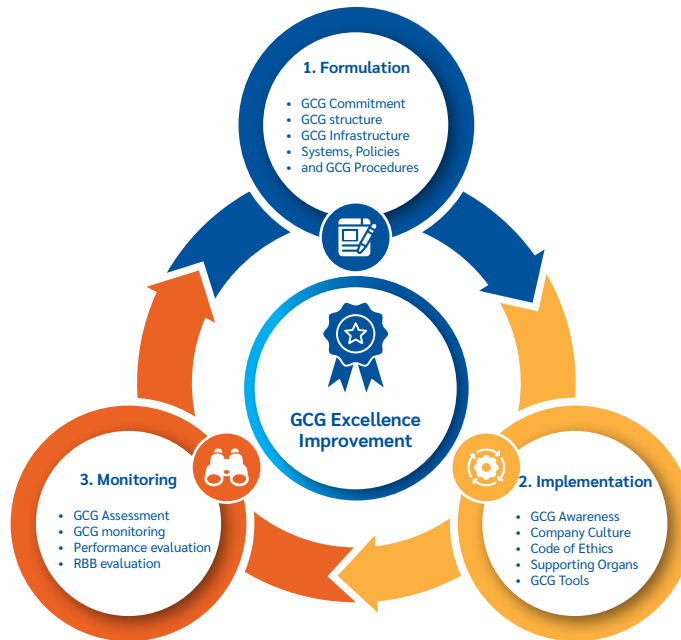 1. Formulation
• GCG Commitment
• GCG structure
• GCG Infrastructure
• Systems, Policies
• and GCG Procedures
GCG Excellence
Improvement
2. Implementation
• GCG Awareness
• Company Culture
• Code of Ethics
• Supporting Organs
• GCG Tools
3. Monitoring
• GCG Assessment
• GCG monitoring
• Performance evaluation
• RBB evaluation